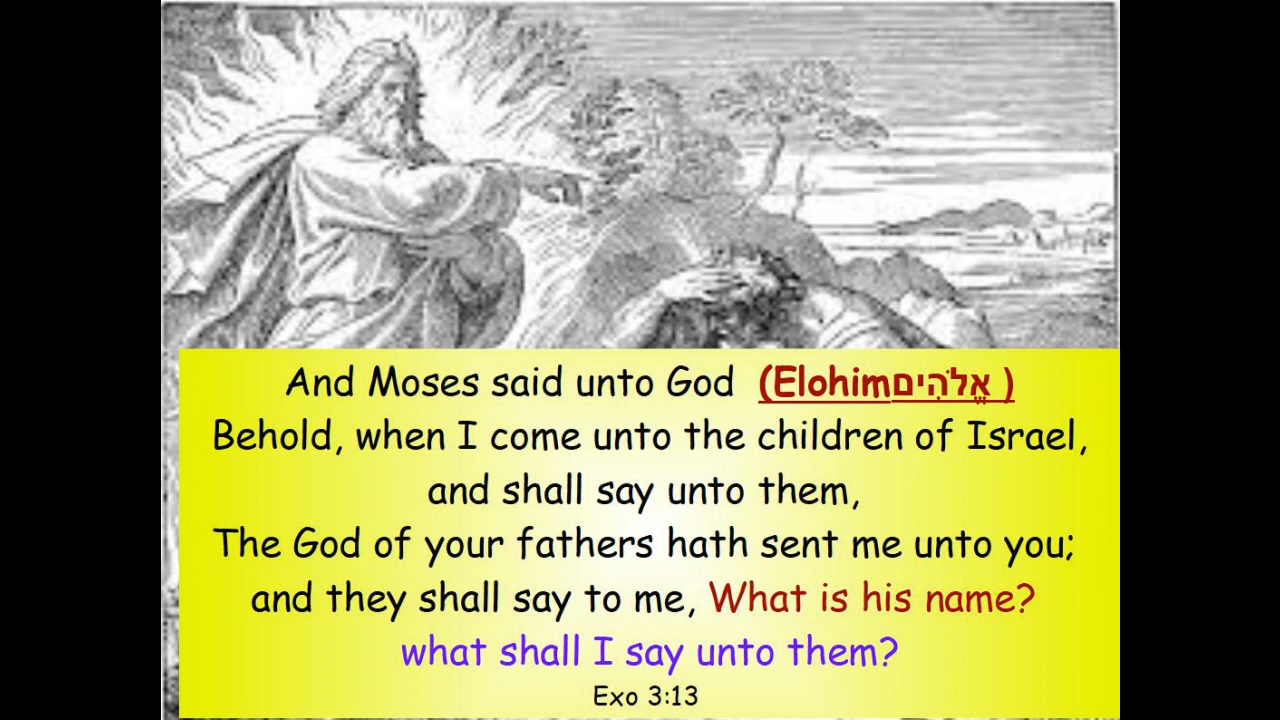 And Moses said unto God (Elohimאֱלֹהִים )
Behold, when I come unto the children of Israel,
and shall say unto them,
The God of your fathers hath sent me unto you;
and they shall say to me, What is his name?
what shall I say unto them?
Exo 3:13